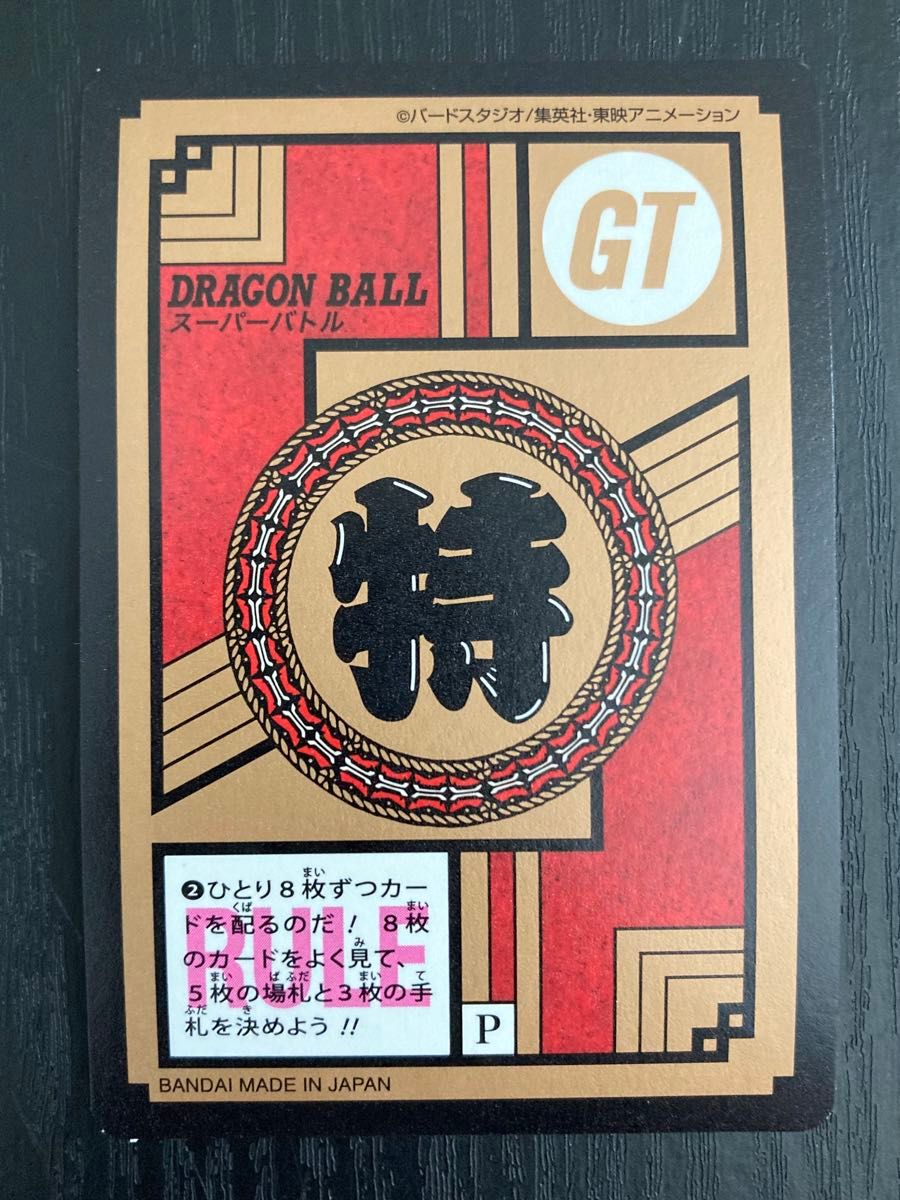 ©バードスタジオ/集英社・東映アニメーション
GT
DRAGON BALL
スーパーバトル
特
RULE
❷ひとり8枚ずつカー
ドを配るのだ! 8枚
のカードをよく見て、
5枚の場札と3枚の手
札を決めよう!!
P
BANDAI MADE IN JAPAN